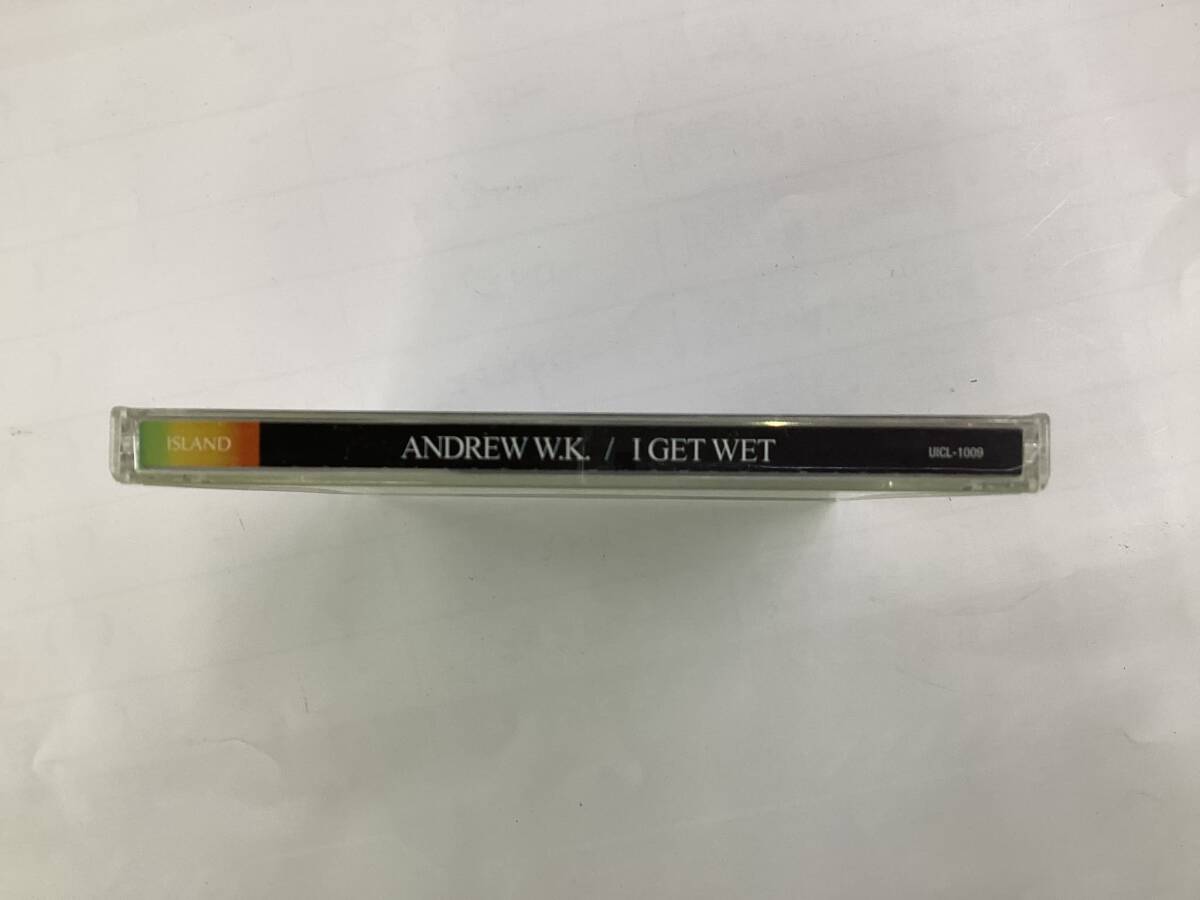 ISLAND ANDREW W.K. / I GET WET UICL-1009